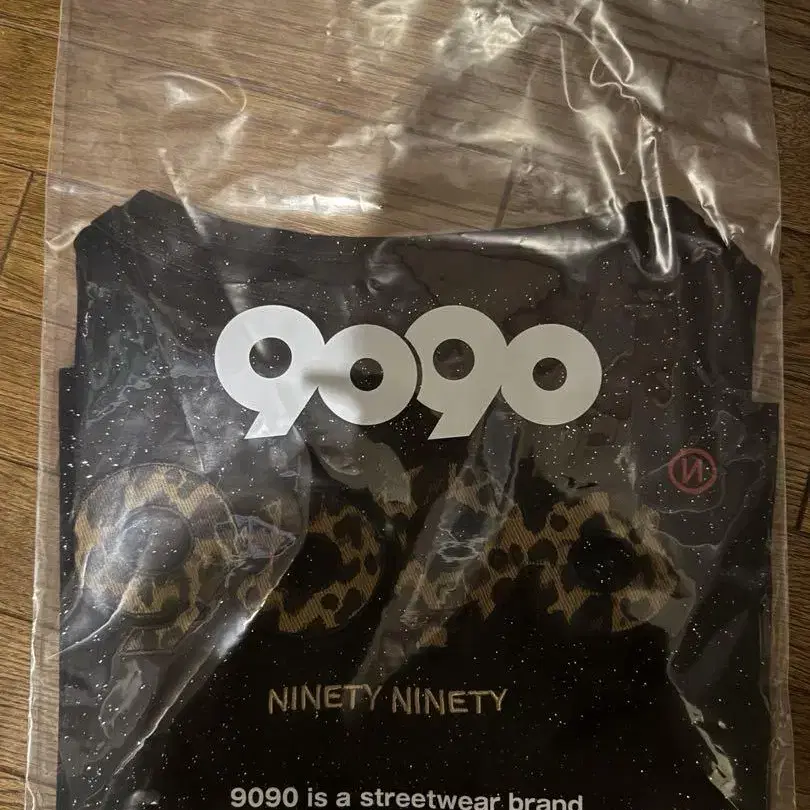 9090
N
9090
NINETY NINETY
9090 is a streetwear brand